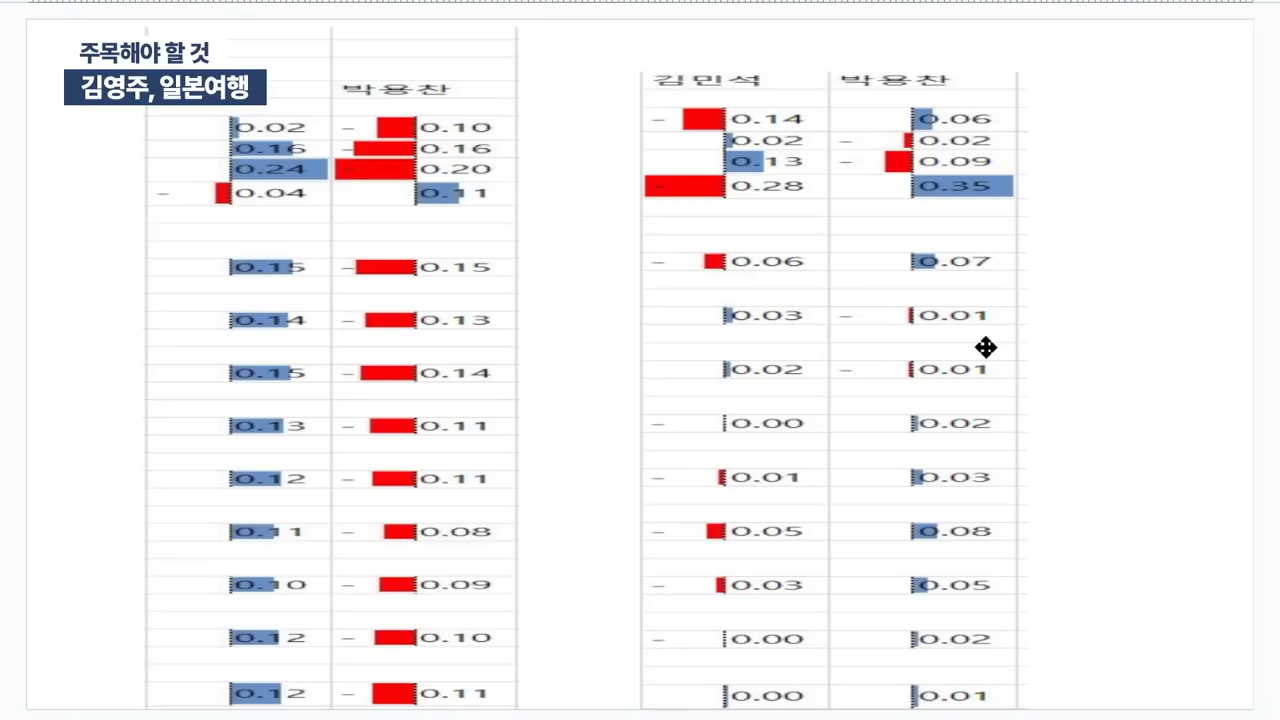 주목해야 할 것
김영주, 일본여행
박용찬 김민석 박용찬
0.02 - 0.10 - 0.14 0.06
0.16 - 0.16 0.02 - 0.02
0.24 - 0.20 0.13 - 0.09
- 0.04 0.11 - 0.28 0.35
0.15 - 0.15 - 0.06 0.07
0.14 - 0.13 0.03 - 0.01
0.15 - 0.14 0.02 - 0.01
0.13 - 0.11 - 0.00 0.02
0.12 - 0.11 - 0.01 0.03
0.11 - 0.08 - 0.05 0.08
0.10 - 0.09 - 0.03 0.05
0.12 - 0.10 - 0.00 0.02
0.12 - 0.11 0.00 0.01